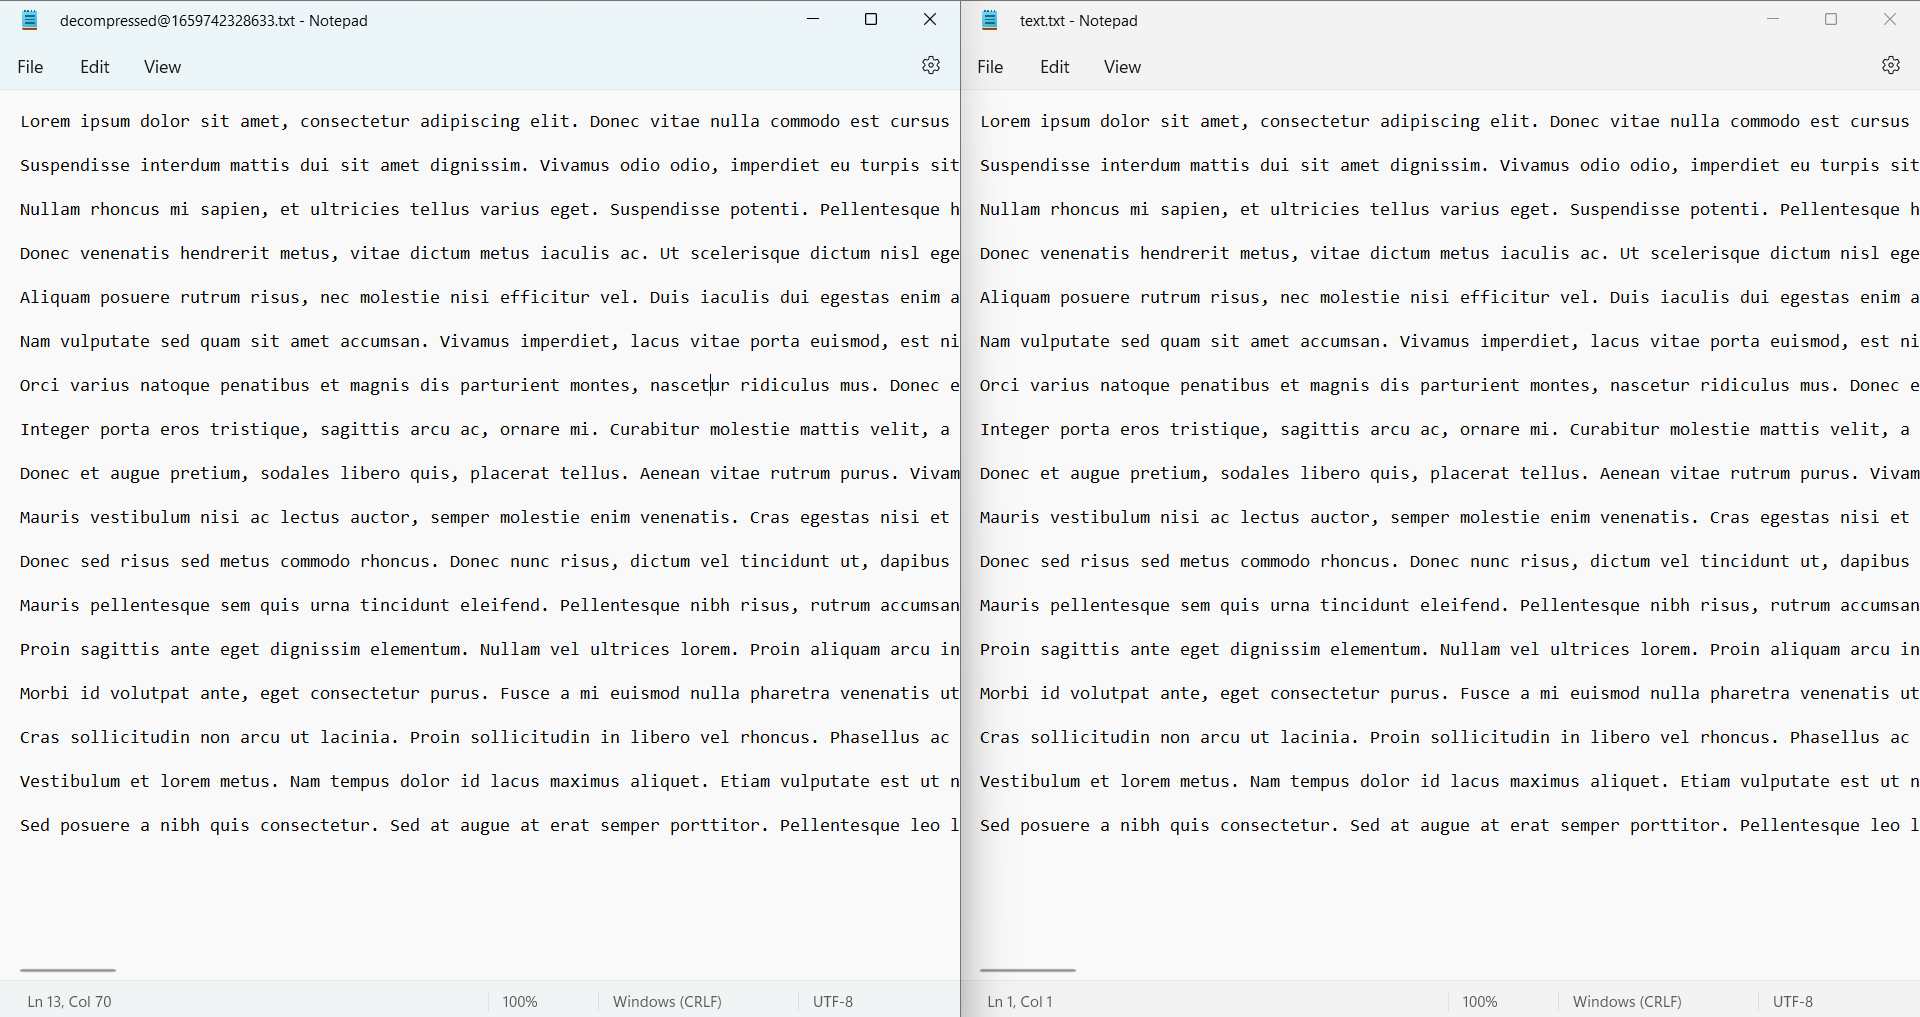 decompressed@1659742328633.txt - Notepad
File Edit View
Lorem ipsum dolor sit amet, consectetur adipiscing elit. Donec vitae nulla commodo est cursus
Suspendisse interdum mattis dui sit amet dignissim. Vivamus odio odio, imperdiet eu turpis sit
Nullam rhoncus mi sapien, et ultricies tellus varius eget. Suspendisse potenti. Pellentesque h
Donec venenatis hendrerit metus, vitae dictum metus iaculis ac. Ut scelerisque dictum nisl ege
Aliquam posuere rutrum risus, nec molestie nisi efficitur vel. Duis iaculis dui egestas enim a
Nam vulputate sed quam sit amet accumsan. Vivamus imperdiet, lacus vitae porta euismod, est ni
Orci varius natoque penatibus et magnis dis parturient montes, nascetur ridiculus mus. Donec e
Integer porta eros tristique, sagittis arcu ac, ornare mi. Curabitur molestie mattis velit, a
Donec et augue pretium, sodales libero quis, placerat tellus. Aenean vitae rutrum purus. Vivam
Mauris vestibulum nisi ac lectus auctor, semper molestie enim venenatis. Cras egestas nisi et
Donec sed risus sed metus commodo rhoncus. Donec nunc risus, dictum vel tincidunt ut, dapibus
Mauris pellentesque sem quis urna tincidunt eleifend. Pellentesque nibh risus, rutrum accumsan
Proin sagittis ante eget dignissim elementum. Nullam vel ultrices lorem. Proin aliquam arcu in
Morbi id volutpat ante, eget consectetur purus. Fusce a mi euismod nulla pharetra venenatis ut
Cras sollicitudin non arcu ut lacinia. Proin sollicitudin in libero vel rhoncus. Phasellus ac
Vestibulum et lorem metus. Nam tempus dolor id lacus maximus aliquet. Etiam vulputate est ut n
Sed posuere a nibh quis consectetur. Sed at augue at erat semper porttitor. Pellentesque leo l
Ln 13, Col 70 100% Windows (CRLF) UTF-8
text.txt - Notepad
File Edit View
Lorem ipsum dolor sit amet, consectetur adipiscing elit. Donec vitae nulla commodo est cursus
Suspendisse interdum mattis dui sit amet dignissim. Vivamus odio odio, imperdiet eu turpis sit
Nullam rhoncus mi sapien, et ultricies tellus varius eget. Suspendisse potenti. Pellentesque h
Donec venenatis hendrerit metus, vitae dictum metus iaculis ac. Ut scelerisque dictum nisl ege
Aliquam posuere rutrum risus, nec molestie nisi efficitur vel. Duis iaculis dui egestas enim a
Nam vulputate sed quam sit amet accumsan. Vivamus imperdiet, lacus vitae porta euismod, est ni
Orci varius natoque penatibus et magnis dis parturient montes, nascetur ridiculus mus. Donec e
Integer porta eros tristique, sagittis arcu ac, ornare mi. Curabitur molestie mattis velit, a
Donec et augue pretium, sodales libero quis, placerat tellus. Aenean vitae rutrum purus. Vivam
Mauris vestibulum nisi ac lectus auctor, semper molestie enim venenatis. Cras egestas nisi et
Donec sed risus sed metus commodo rhoncus. Donec nunc risus, dictum vel tincidunt ut, dapibus
Mauris pellentesque sem quis urna tincidunt eleifend. Pellentesque nibh risus, rutrum accumsan
Proin sagittis ante eget dignissim elementum. Nullam vel ultrices lorem. Proin aliquam arcu in
Morbi id volutpat ante, eget consectetur purus. Fusce a mi euismod nulla pharetra venenatis ut
Cras sollicitudin non arcu ut lacinia. Proin sollicitudin in libero vel rhoncus. Phasellus ac
Vestibulum et lorem metus. Nam tempus dolor id lacus maximus aliquet. Etiam vulputate est ut n
Sed posuere a nibh quis consectetur. Sed at augue at erat semper porttitor. Pellentesque leo l
Ln 1, Col 1 100% Windows (CRLF) UTF-8